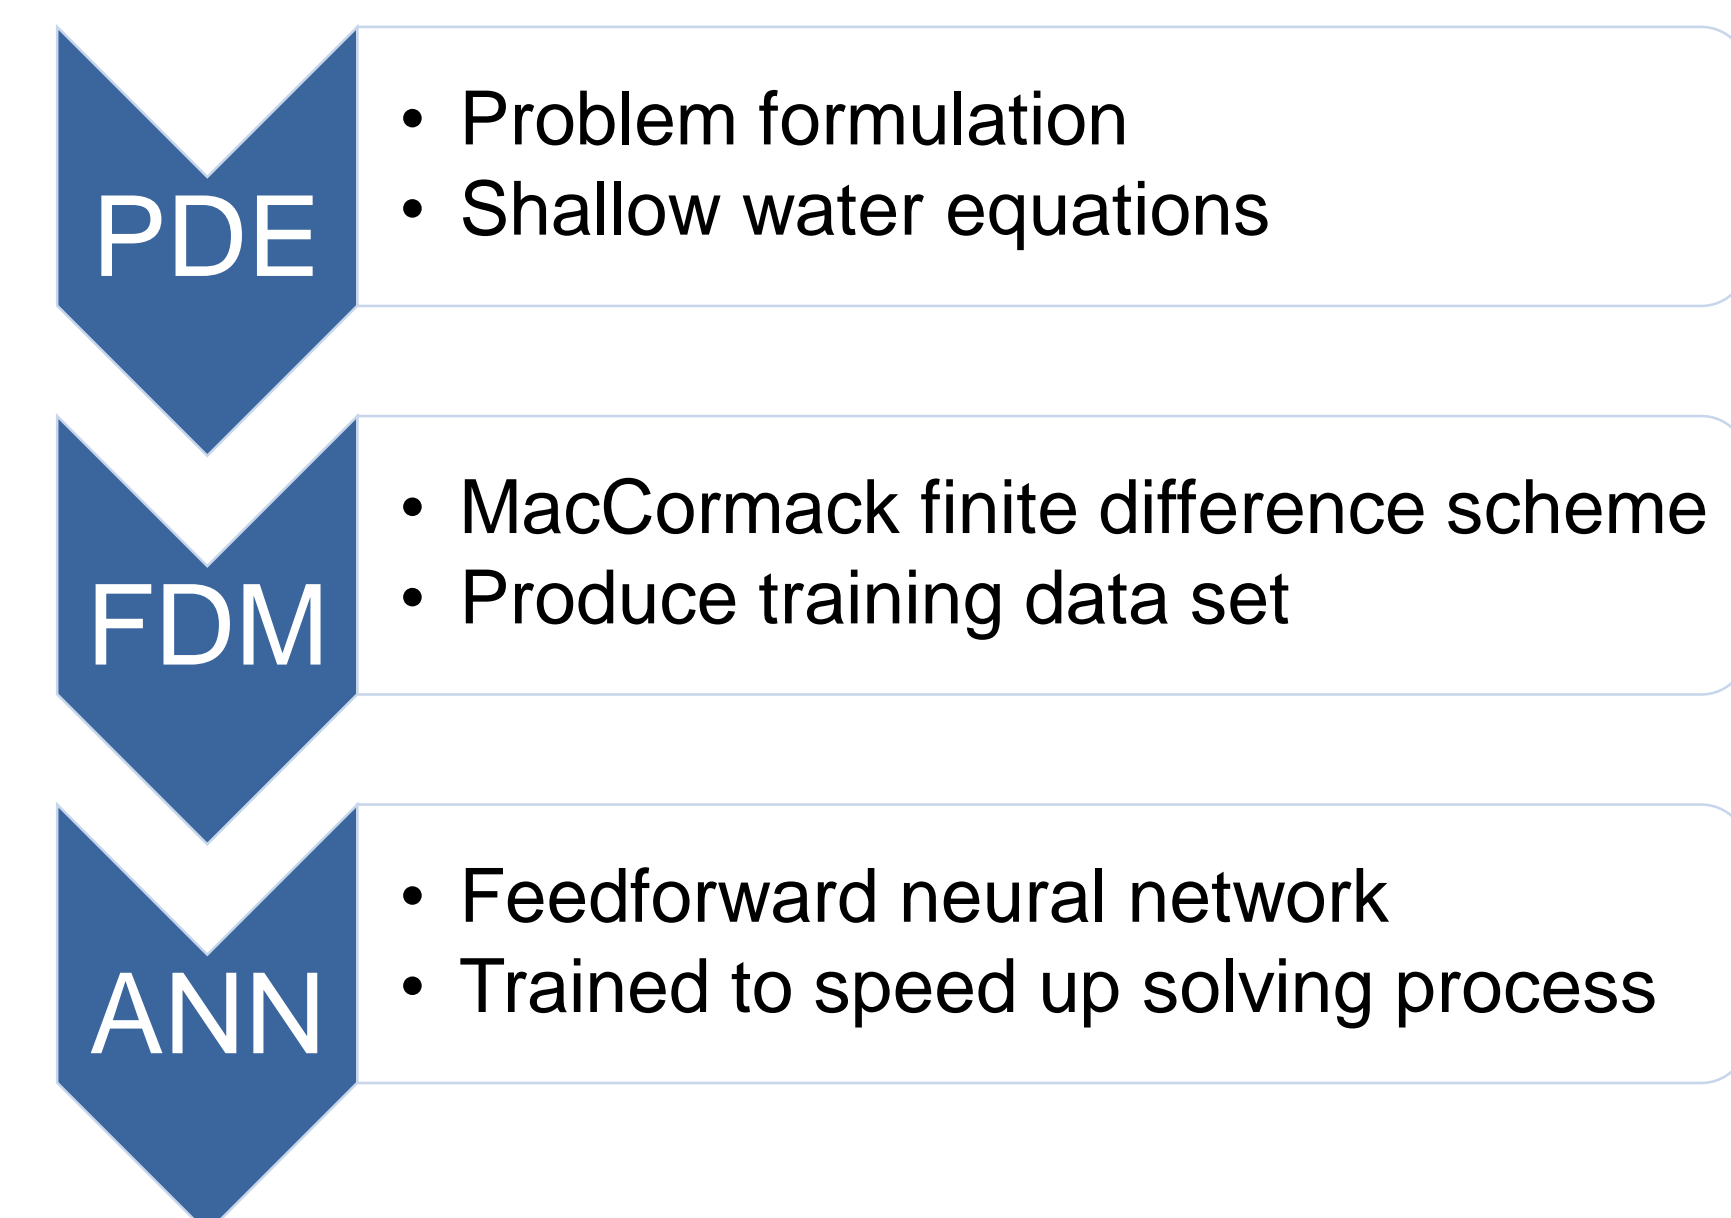 PDE
• Problem formulation
• Shallow water equations
FDM
• MacCormack finite difference scheme
• Produce training data set
ANN
• Feedforward neural network
• Trained to speed up solving process